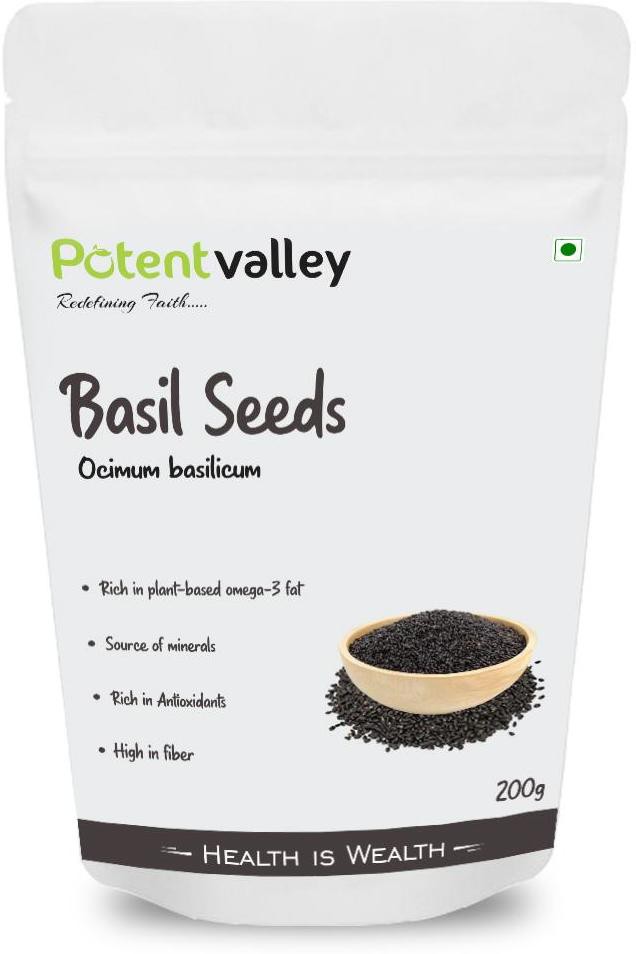 Potentvalley
Redefining Faith.....
Basil Seeds
Ocimum basilicum
• Rich in plant-based omega-3 fat
• Source of minerals
• Rich in Antioxidants
• High in fiber
200g
HEALTH IS WEALTH